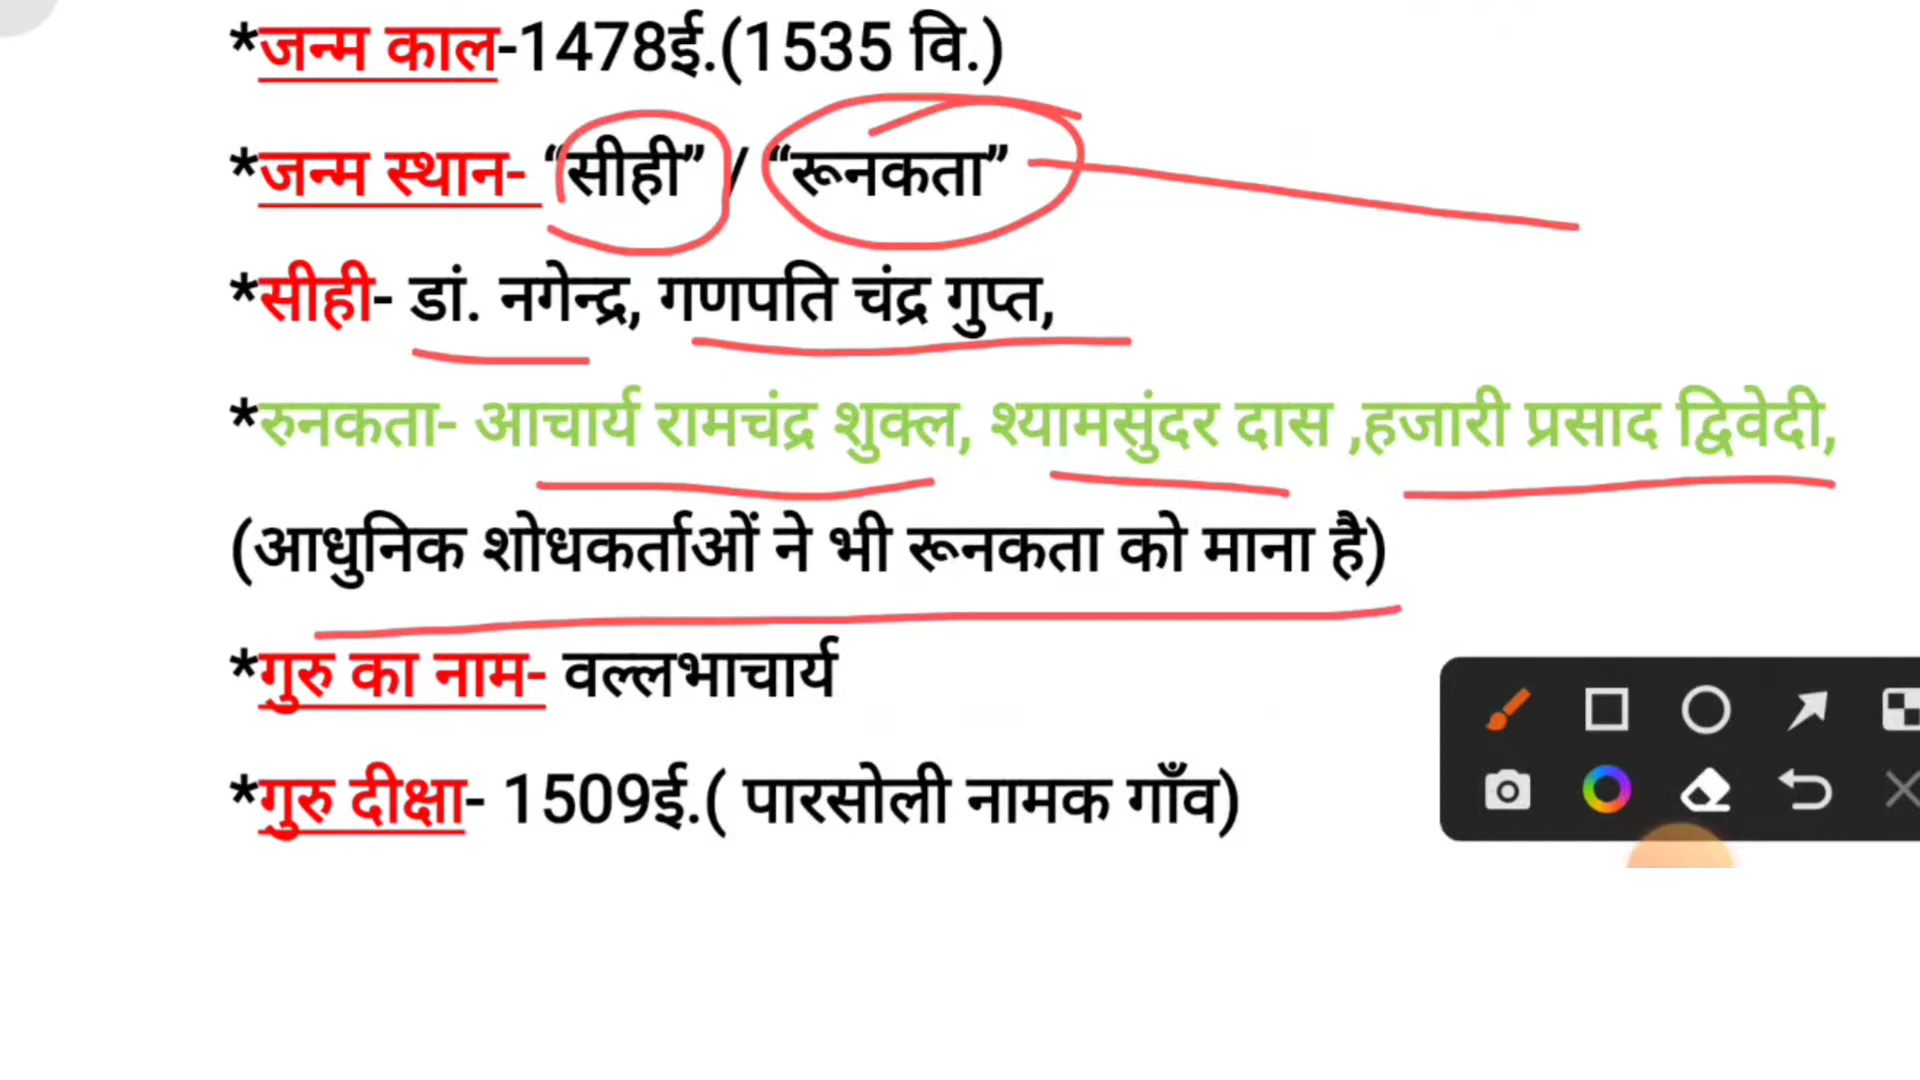 *जन्म काल-1478ई.(1535 वि.)
*जन्म स्थान- “सीही” / “रूनकता”
*सीही- डां. नगेन्द्र, गणपति चंद्र गुप्त,
*रुनकता- आचार्य रामचंद्र शुक्ल, श्यामसुंदर दास ,हजारी प्रसाद द्विवेदी,
(आधुनिक शोधकर्ताओं ने भी रूनकता को माना है)
*गुरु का नाम- वल्लभाचार्य
*गुरु दीक्षा- 1509ई.( पारसोली नामक गाँव)